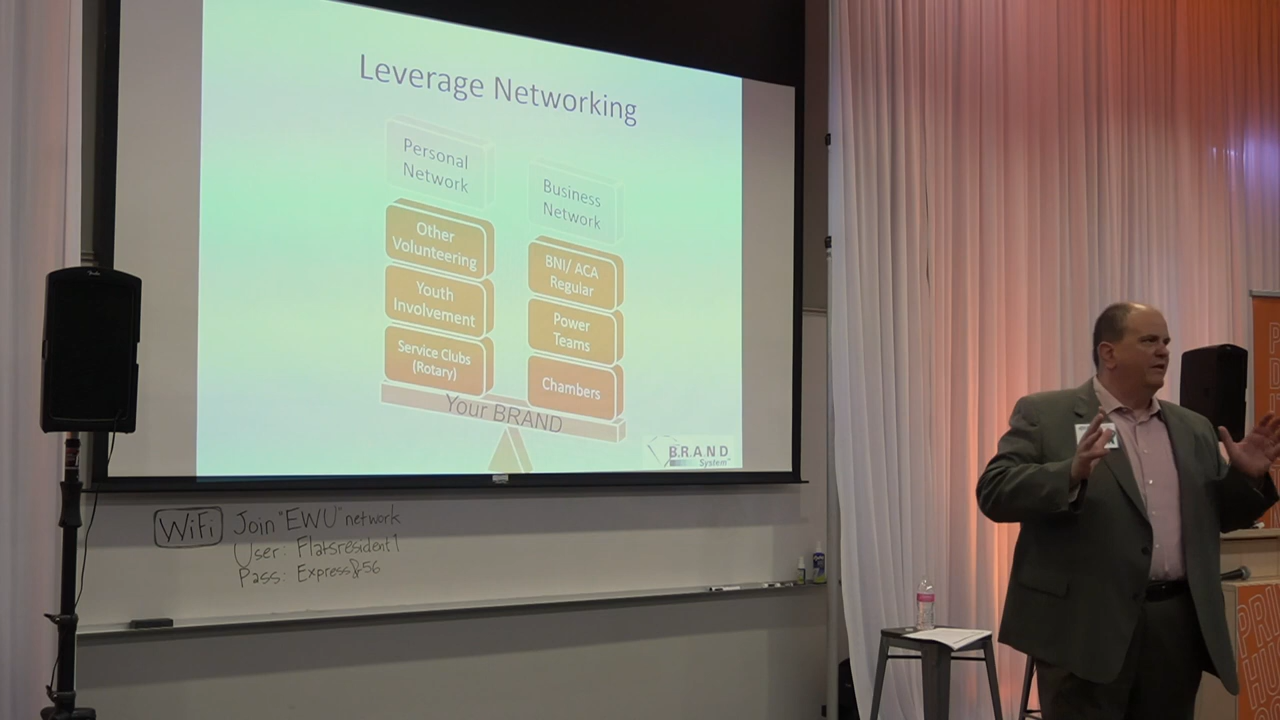 Leverage Networking
Personal
Network
Other
Volunteering
Youth
Involvement
Service Clubs
(Rotary)
Business
Network
BNI/ ACA
Regular
Power
Teams
Chambers
Your BRAND
B.R.A.N.D
System™
WiFi Join "EWU" network
User: Flatsresident1
Pass: Express&56